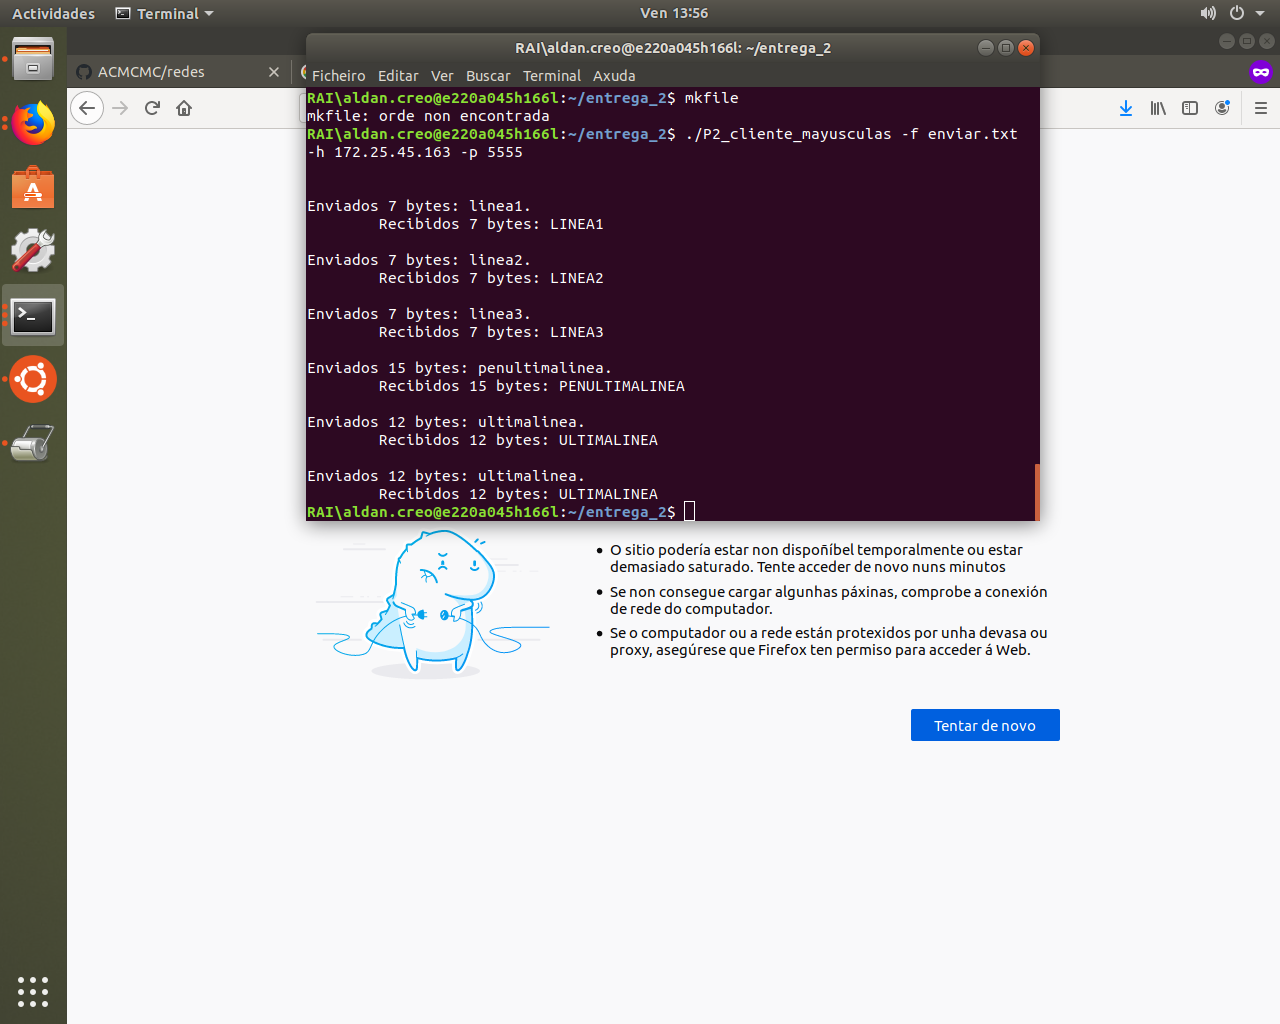 Actividades
Terminal
Ven 13:56
RAI\aldan.creo@e220a045h166l: ~/entrega_2
ACMCMC/redes
Ficheiro Editar Ver Buscar Terminal Axuda
RAI\aldan.creo@e220a045h166l:~/entrega_2$ mkfile
mkfile: orde non encontrada
RAI\aldan.creo@e220a045h166l:~/entrega_2$ ./P2_cliente_mayusculas -f enviar.txt
-h 172.25.45.163 -p 5555
Enviados 7 bytes: linea1.
Recibidos 7 bytes: LINEA1
Enviados 7 bytes: linea2.
Recibidos 7 bytes: LINEA2
Enviados 7 bytes: linea3.
Recibidos 7 bytes: LINEA3
Enviados 15 bytes: penultimalinea.
Recibidos 15 bytes: PENULTIMALINEA
Enviados 12 bytes: ultimalinea.
Recibidos 12 bytes: ULTIMALINEA
Enviados 12 bytes: ultimalinea.
Recibidos 12 bytes: ULTIMALINEA
RAI\aldan.creo@e220a045h166l:~/entrega_2$
• O sitio podería estar non dispoñíbel temporalmente ou estar
demasiado saturado. Tente acceder de novo nuns minutos
• Se non consegue cargar algunhas páxinas, comprobe a conexión
de rede do computador.
• Se o computador ou a rede están protexidos por unha devasa ou
proxy, asegúrese que Firefox ten permiso para acceder á Web.
Tentar de novo